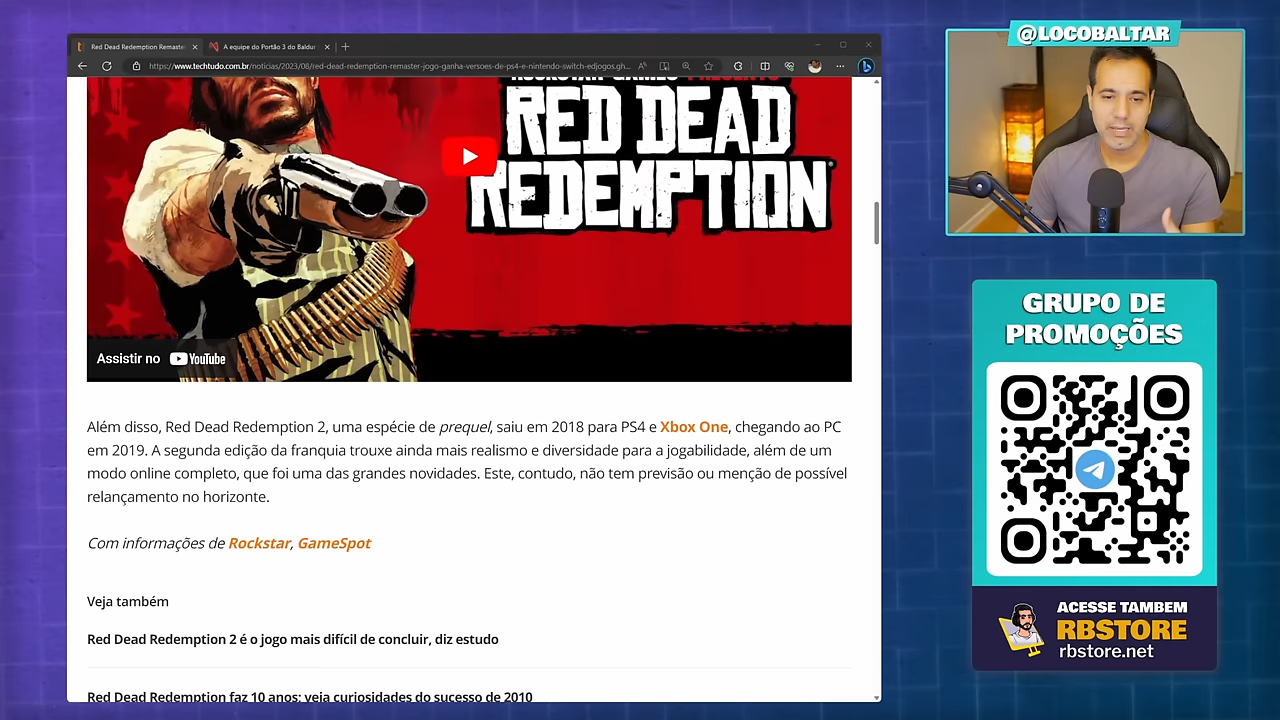 @LOCOBALTAR
Red Dead Redemption Remaste
A equipe do Portão 3 do Baldur
https://www.techtudo.com.br/noticias/2023/08/red-dead-redemption-remaster-jogo-ganha-versoes-de-ps4-e-nintendo-switch-edjogos.gh...
ROCKSTAR GAMES PRESENTS
RED DEAD
REDEMPTION
Assistir no YouTube
Além disso, Red Dead Redemption 2, uma espécie de prequel, saiu em 2018 para PS4 e Xbox One, chegando ao PC
em 2019. A segunda edição da franquia trouxe ainda mais realismo e diversidade para a jogabilidade, além de um
modo online completo, que foi uma das grandes novidades. Este, contudo, não tem previsão ou menção de possível
relançamento no horizonte.
Com informações de Rockstar, GameSpot
Veja também
Red Dead Redemption 2 é o jogo mais difícil de concluir, diz estudo
Red Dead Redemption faz 10 anos; veja curiosidades do sucesso de 2010
GRUPO DE
PROMOÇÕES
ACESSE TAMBEM
RBSTORE
rbstore.net